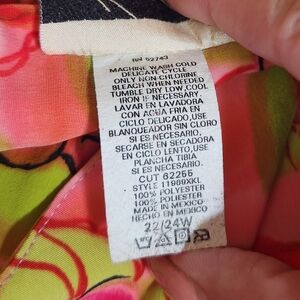 RN 52743
MACHINE WASH COLD
DELICATE CYCLE
ONLY NON-CHLORINE
BLEACH WHEN NEEDED
TUMBLE DRY LOW, COOL
IRON IF NECESSARY.
LAVAR EN LAVADORA
CON AGUA FRIA EN
CICLO DELICADO, USE
BLANQUEADOR SIN CLORO
SI ES NECESARIO,
SECARSE EN SECADORA
EN CICLO LENTO, USE
PLANCHA TIBIA
SI ES NECESARIO.
CUT 62255
STYLE 11969XKL
100% POLYESTER
100% POLIESTER
MADE IN MEXICO
HECHO EN MEXICO
22/24W